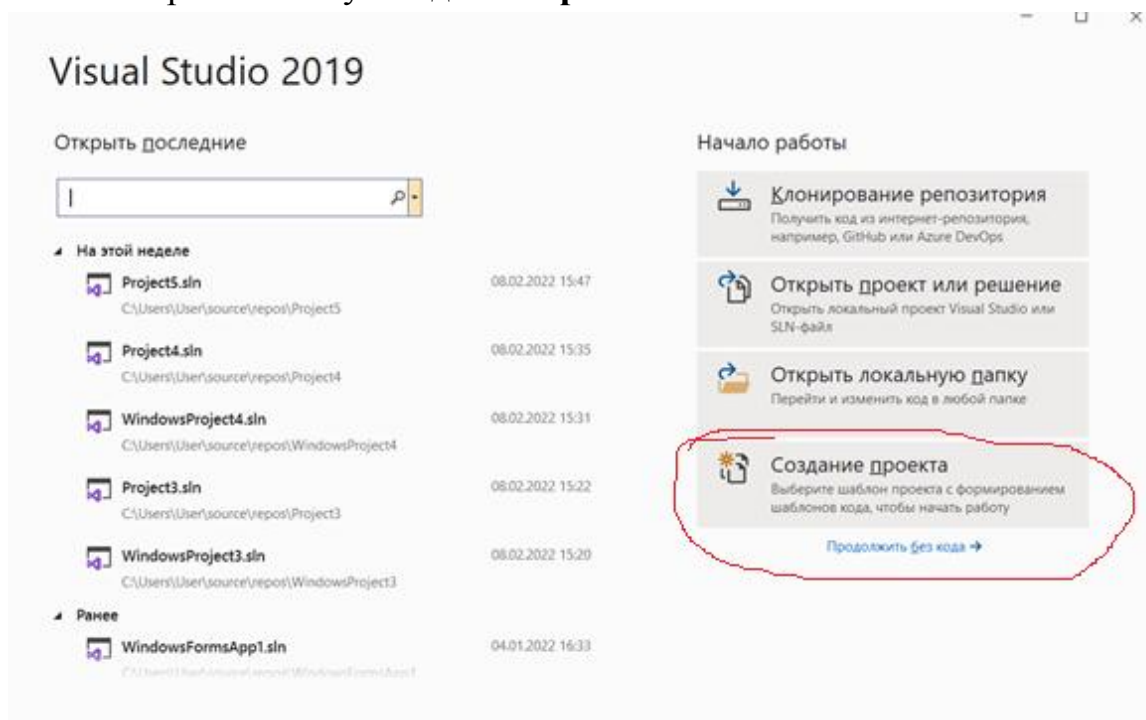 Visual Studio 2019
Открыть последние
На этой неделе
Project5.sln
08.02.2022 15:47
C:\Users\User\source\repos\Project5
Project4.sln
08.02.2022 15:35
C:\Users\User\source\repos\Project4
WindowsProject4.sln
08.02.2022 15:31
C:\Users\User\source\repos\WindowsProject4
Project3.sln
08.02.2022 15:22
C:\Users\User\source\repos\Project3
WindowsProject3.sln
08.02.2022 15:20
C:\Users\User\source\repos\WindowsProject3
Ранее
WindowsFormsApp1.sln
04.01.2022 16:33
C:\Users\User\source\repos\WindowsFormsApp1
Начало работы
Клонирование репозитория
Получить код из интернет-репозитория,
например, GitHub или Azure DevOps
Открыть проект или решение
Открыть локальный проект Visual Studio или
SLN-файл
Открыть локальную папку
Перейти и изменить код в любой папке
Создание проекта
Выберите шаблон проекта с формированием
шаблонов кода, чтобы начать работу
Продолжить без кода →